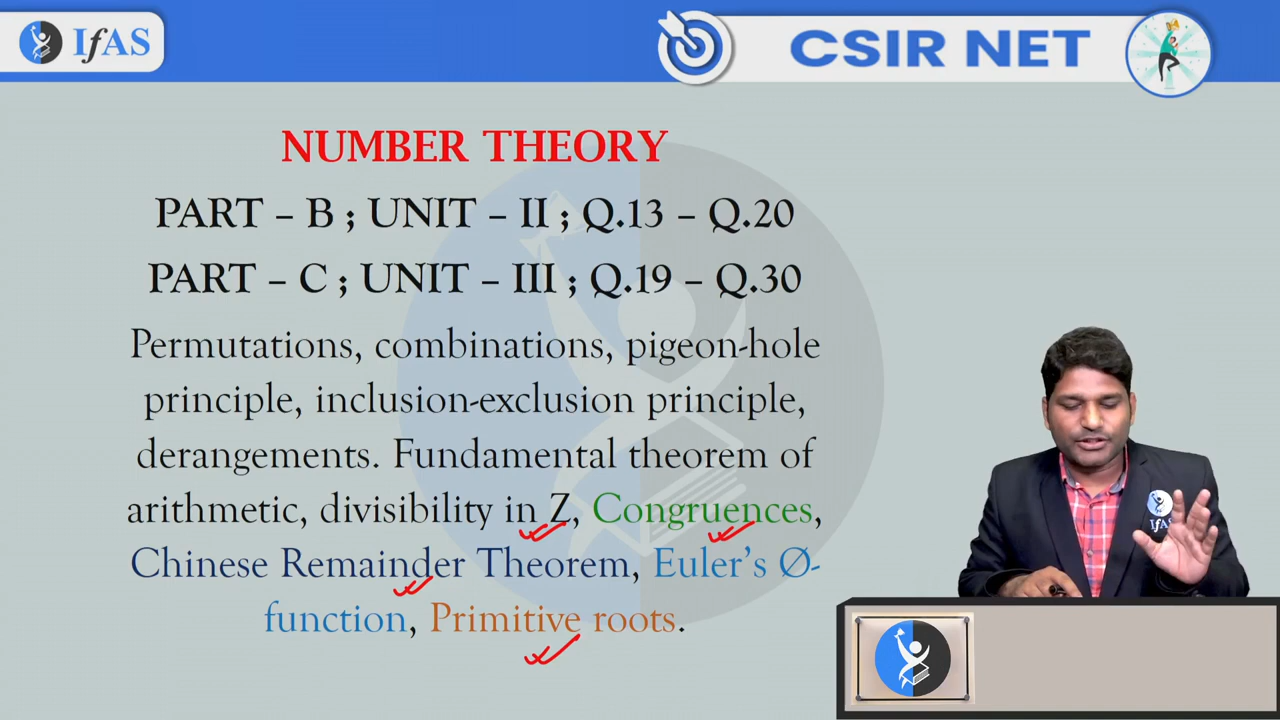 IfAS
CSIR NET
NUMBER THEORY
PART – B ; UNIT – II ; Q.13 – Q.20
PART – C ; UNIT – III ; Q.19 – Q.30
Permutations, combinations, pigeon-hole
principle, inclusion-exclusion principle,
derangements. Fundamental theorem of
arithmetic, divisibility in Z, Congruences,
Chinese Remainder Theorem, Euler's Ø-
function, Primitive roots.
IfAS